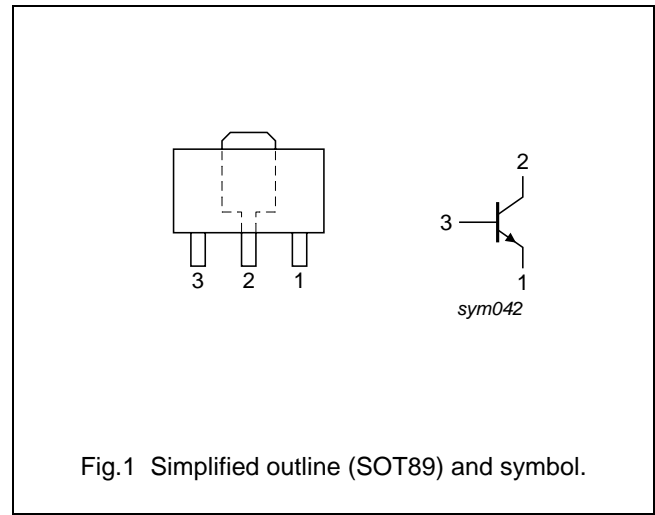 2
3
3 2 1
1
sym042
Fig.1 Simplified outline (SOT89) and symbol.